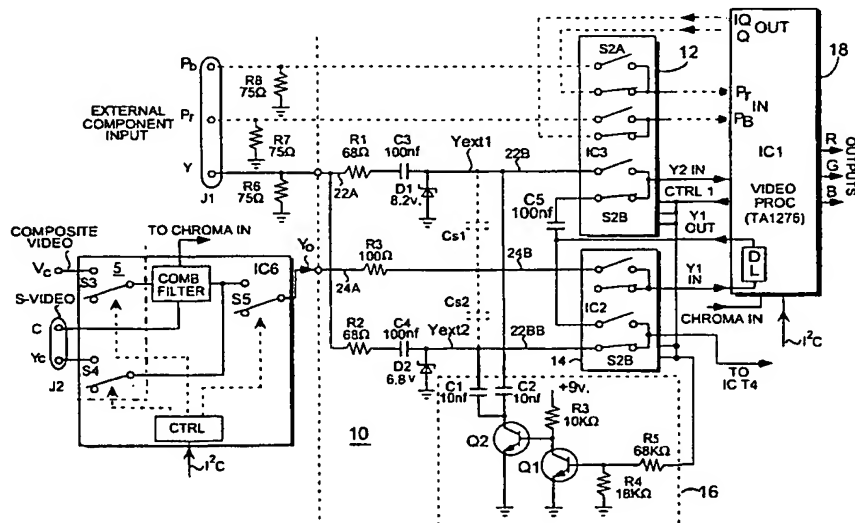 IQ OUT
Q
18
S2A
12
Pb
R8
75Ω
EXTERNAL
COMPONENT
INPUT
Pr
R7
75Ω
Y
R6
75Ω
J1
R1
68Ω
C3
100nf
Yext1
22B
22A
D1
8.2v.
IC3
Pr
IN
PB
IC1
R
G
B
OUTPUTS
Y2 IN
CTRL 1
VIDEO
PROC
(TA1276)
C5
100nf
S2B
Y1
OUT
Cs1
COMPOSITE
VIDEO
TO CHROMA IN
Vc
S3
5
COMB
FILTER
IC6
Yo
S5
R3
100Ω
24A
24B
D
L
Y1
IN
S-VIDEO
C
Yc
J2
S4
Cs2
R2
68Ω
C4
100nf
Yext2
22BB
IC2
CHROMA IN
I²C
14
S2B
TO
IC T4
D2
6.8v
C1
10nf
C2
10nf
+9v.
R3
10KΩ
CTRL
I²C
10
Q2
Q1
R5
68KΩ
R4
18KΩ
16